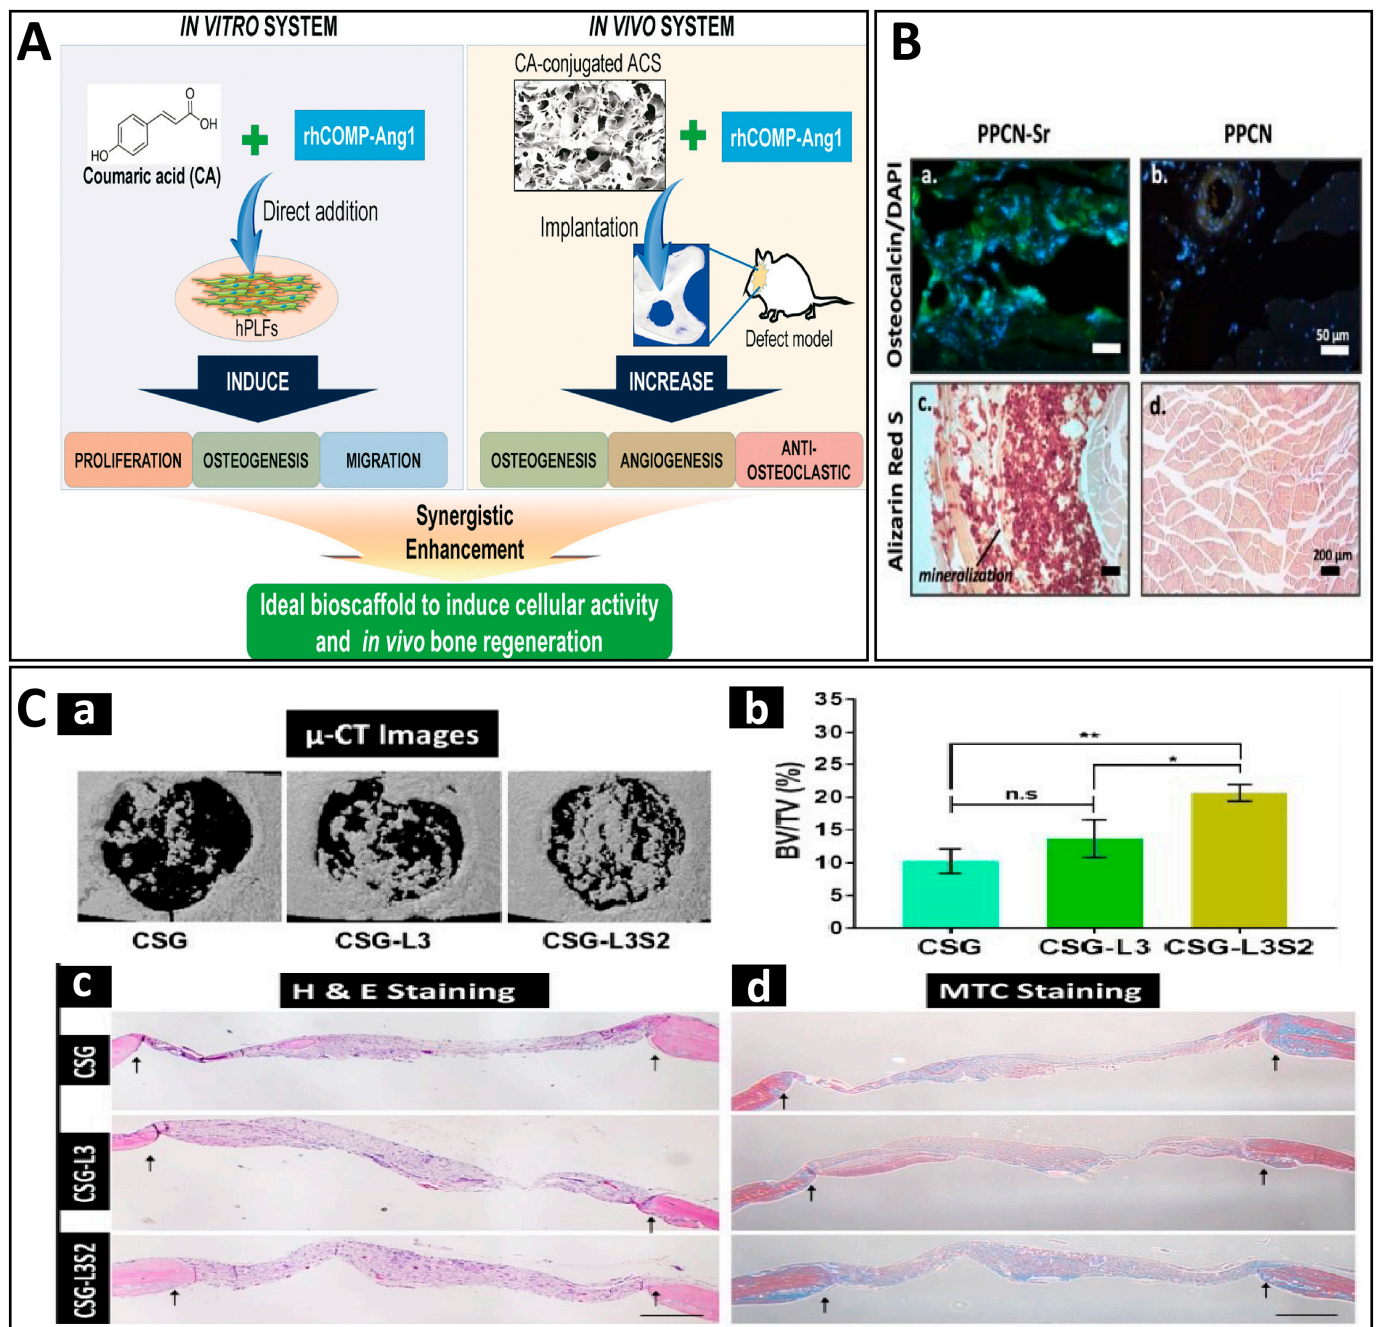 A
IN VITRO SYSTEM
O
OH
HO
Coumaric acid (CA)
rhCOMP-Ang1
Direct addition
hPLFs
INDUCE
PROLIFERATION
OSTEOGENESIS
MIGRATION
IN VIVO SYSTEM
CA-conjugated ACS
rhCOMP-Ang1
Implantation
Defect model
INCREASE
OSTEOGENESIS
ANGIOGENESIS
ANTI-
OSTEOCLASTIC
Synergistic
Enhancement
Ideal bioscaffold to induce cellular activity
and in vivo bone regeneration
B
PPCN-Sr
PPCN
Osteocalcin/DAPI
a.
b.
50 µm
Alizarin Red S
c.
mineralization
d.
200 µm
C
a
µ-CT Images
CSG
CSG-L3
CSG-L3S2
b
BV/TV (%)
35
30
25
20
15
10
5
0
n.s
**
*
CSG
CSG-L3
CSG-L3S2
c
H & E Staining
CSG
CSG-L3
CSG-L3S2
d
MTC Staining